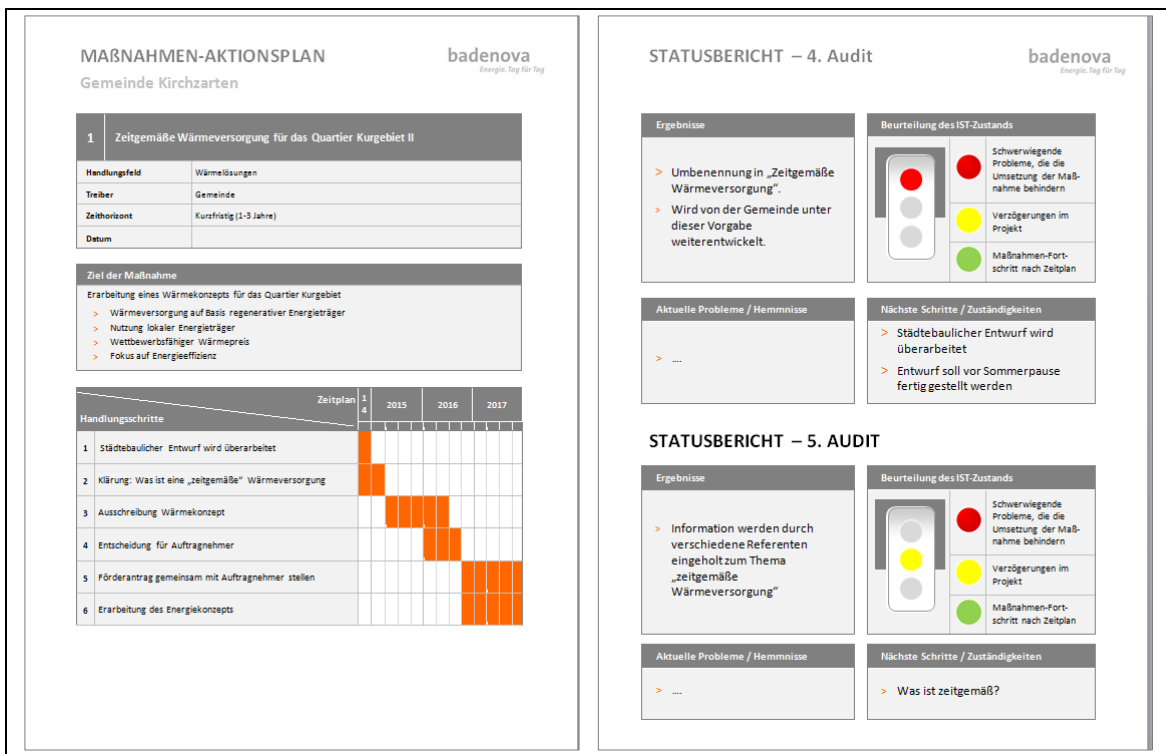 MAßNAHMEN-AKTIONSPLAN
badenova
Energie. Tag für Tag
Gemeinde Kirchzarten
1 Zeitgemäße Wärmeversorgung für das Quartier Kurgebiet II
Handlungsfeld Wärmelösungen
Treiber Gemeinde
Zeithorizont Kurzfristig (1-3 Jahre)
Datum
Ziel der Maßnahme
Erarbeitung eines Wärmekonzepts für das Quartier Kurgebiet
> Wärmeversorgung auf Basis regenerativer Energieträger
> Nutzung lokaler Energieträger
> Wettbewerbsfähiger Wärmepreis
> Fokus auf Energieeffizienz
Zeitplan 14 2015 2016 2017
Handlungsschritte
1 Städtebaulicher Entwurf wird überarbeitet
2 Klärung: Was ist eine „zeitgemäße“ Wärmeversorgung
3 Ausschreibung Wärmekonzept
4 Entscheidung für Auftragnehmer
5 Förderantrag gemeinsam mit Auftragnehmer stellen
6 Erarbeitung des Energiekonzepts
STATUSBERICHT – 4. Audit
badenova
Energie. Tag für Tag
Ergebnisse
> Umbenennung in „Zeitgemäße
Wärmeversorgung“.
> Wird von der Gemeinde unter
dieser Vorgabe
weiterentwickelt.
Beurteilung des IST-Zustands
Schwerwiegende
Probleme, die die
Umsetzung der Maß-
nahme behindern
Verzögerungen im
Projekt
Maßnahmen-Fort-
schritt nach Zeitplan
Aktuelle Probleme / Hemmnisse
> ....
Nächste Schritte / Zuständigkeiten
> Städtebaulicher Entwurf wird
überarbeitet
> Entwurf soll vor Sommerpause
fertig gestellt werden
STATUSBERICHT – 5. AUDIT
Ergebnisse
> Information werden durch
verschiedene Referenten
eingeholt zum Thema
„zeitgemäße
Wärmeversorgung“
Beurteilung des IST-Zustands
Schwerwiegende
Probleme, die die
Umsetzung der Maß-
nahme behindern
Verzögerungen im
Projekt
Maßnahmen-Fort-
schritt nach Zeitplan
Aktuelle Probleme / Hemmnisse
> ....
Nächste Schritte / Zuständigkeiten
> Was ist zeitgemäß?